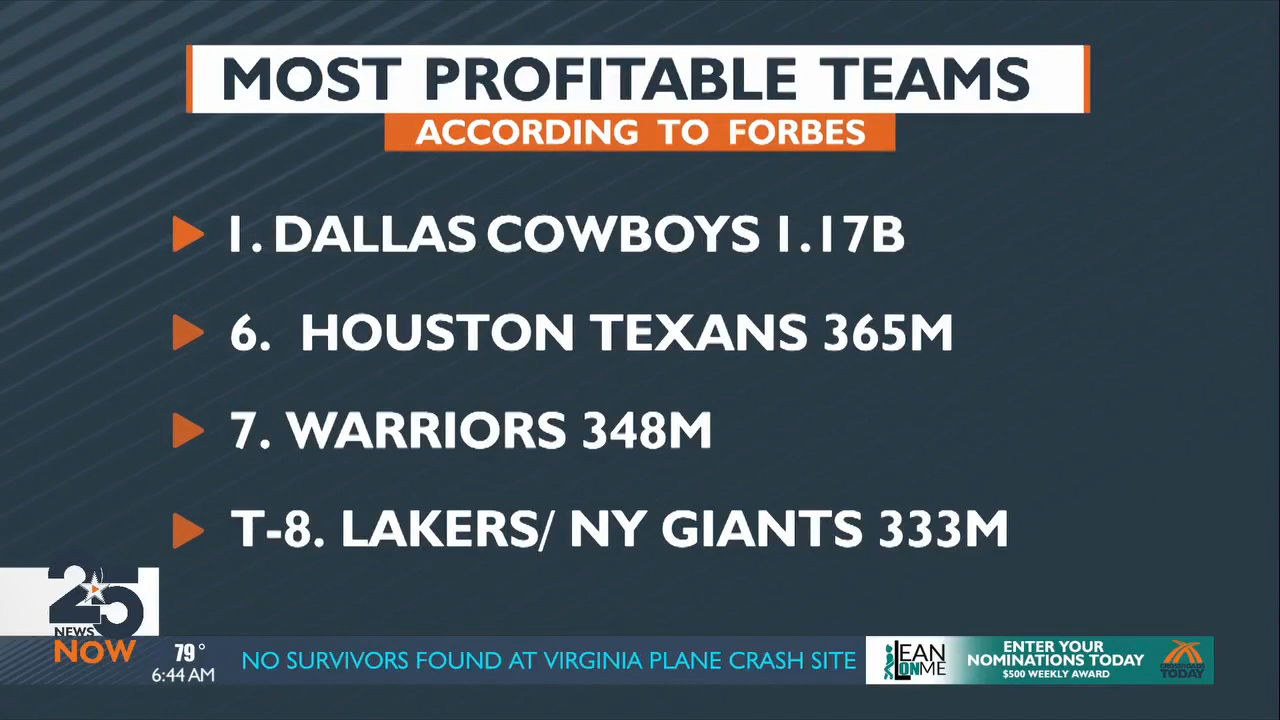 MOST PROFITABLE TEAMS
ACCORDING TO FORBES
1. DALLAS COWBOYS 1.17B
6. HOUSTON TEXANS 365M
7. WARRIORS 348M
T-8. LAKERS/ NY GIANTS 333M
25
NEWS
NOW
79°
6:44 AM
NO SURVIVORS FOUND AT VIRGINIA PLANE CRASH SITE
LEAN
ON ME
ENTER YOUR
NOMINATIONS TODAY
$500 WEEKLY AWARD
CROSSROADS
TODAY